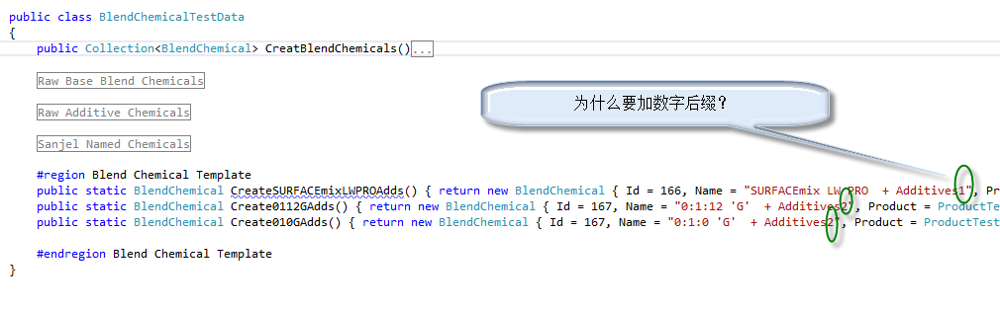 public class BlendChemicalTestData
{
public Collection<BlendChemical> CreatBlendChemicals()...
Raw Base Blend Chemicals
为什么要加数字后缀?
Raw Additive Chemicals
Sanjel Named Chemicals
#region Blend Chemical Template
public static BlendChemical CreateSURFACEmixLWPROAdds() { return new BlendChemical { Id = 166, Name = "SURFACEmix LW PRO  + Additives1", Pr
public static BlendChemical Create0112GAdds() { return new BlendChemical { Id = 167, Name = "0:1:12 'G'  + Additives2", Product = ProductTe
public static BlendChemical Create010GAdds() { return new BlendChemical { Id = 167, Name = "0:1:0 'G'  + Additives2", Product = ProductTest
#endregion Blend Chemical Template
}